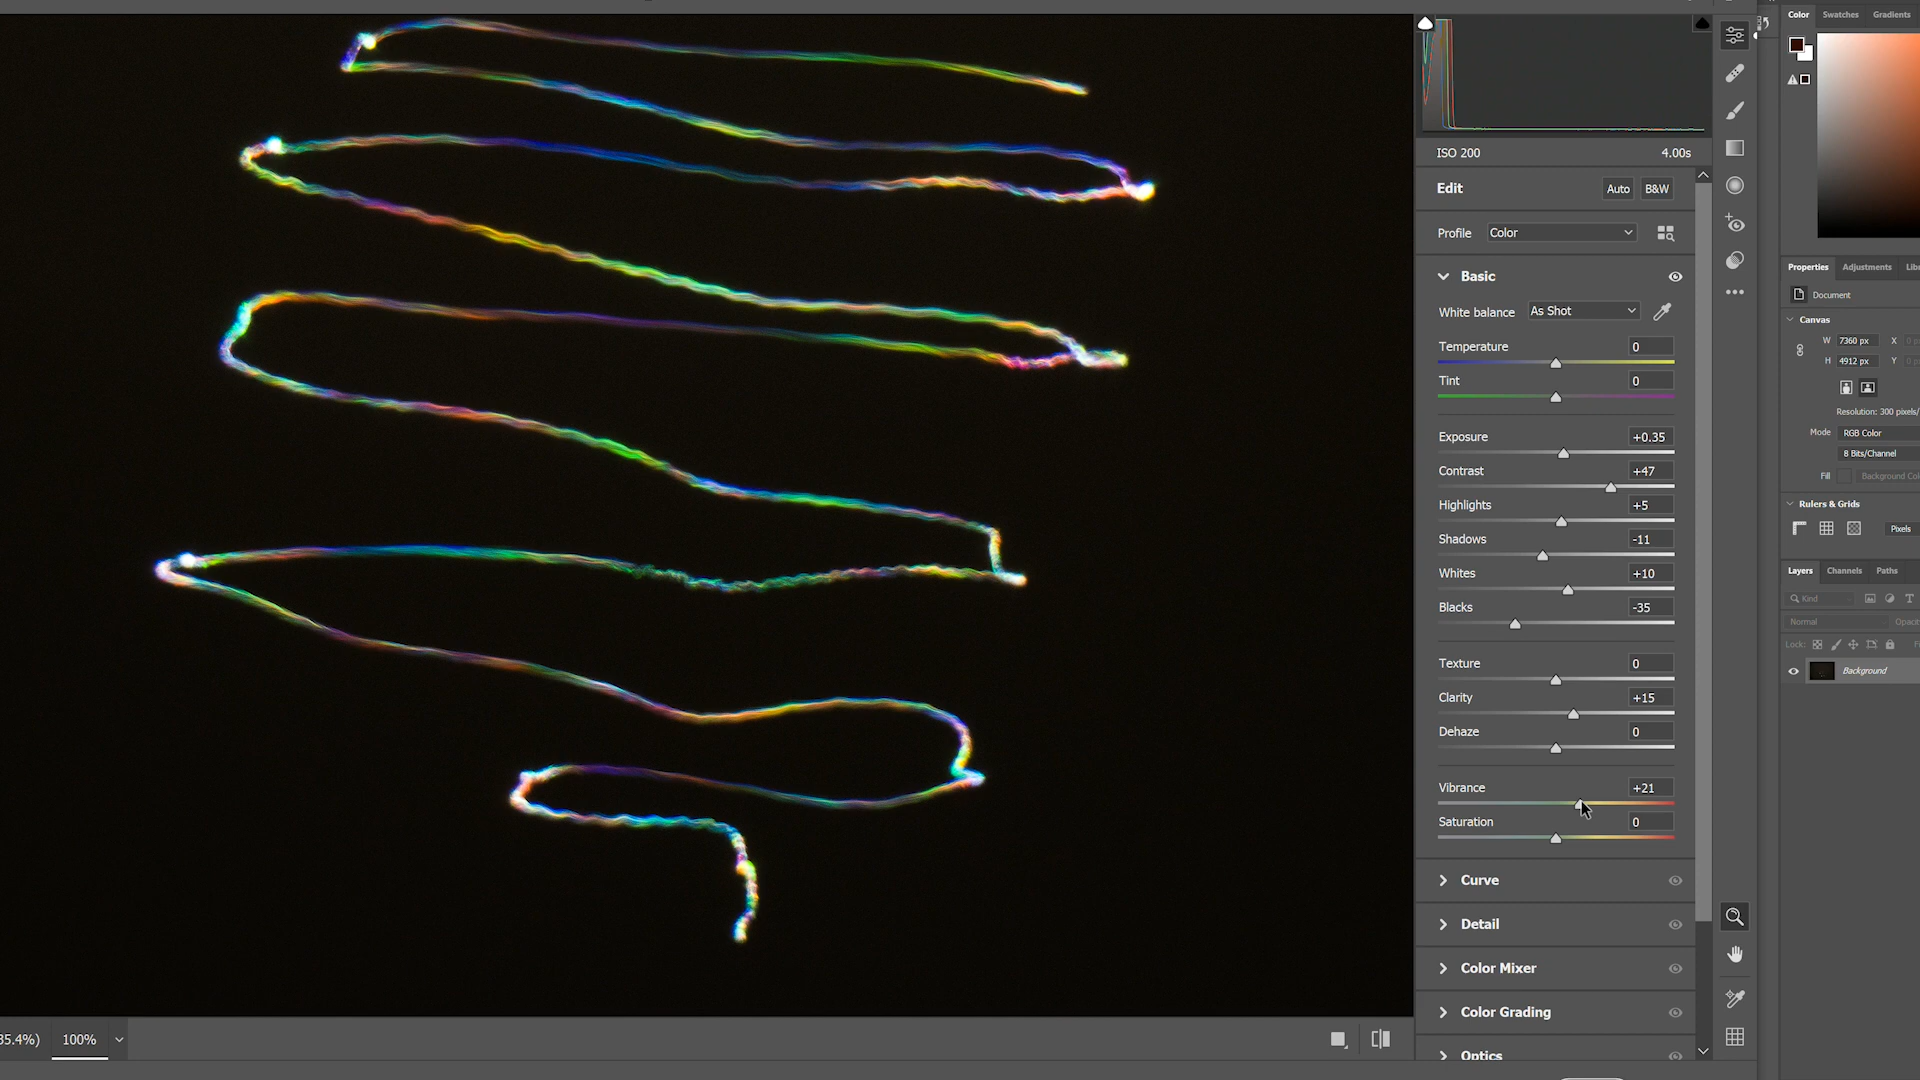 ISO 200 4.00s
Edit Auto B&W
Profile Color
Basic
White balance As Shot
Temperature 0
Tint 0
Exposure +0.35
Contrast +47
Highlights +5
Shadows -11
Whites +10
Blacks -35
Texture 0
Clarity +15
Dehaze 0
Vibrance +21
Saturation 0
Curve
Detail
Color Mixer
Color Grading
Optics
35.4%) 100%
Color Swatches Gradients
Properties Adjustments
Document
Canvas
W 7360 px X
H 4912 px Y
Resolution: 300 pixels/
Mode RGB Color
8 Bits/Channel
Fill Background
Rulers & Grids
Pixels
Layers Channels Paths
Kind
Normal
Lock:
Background